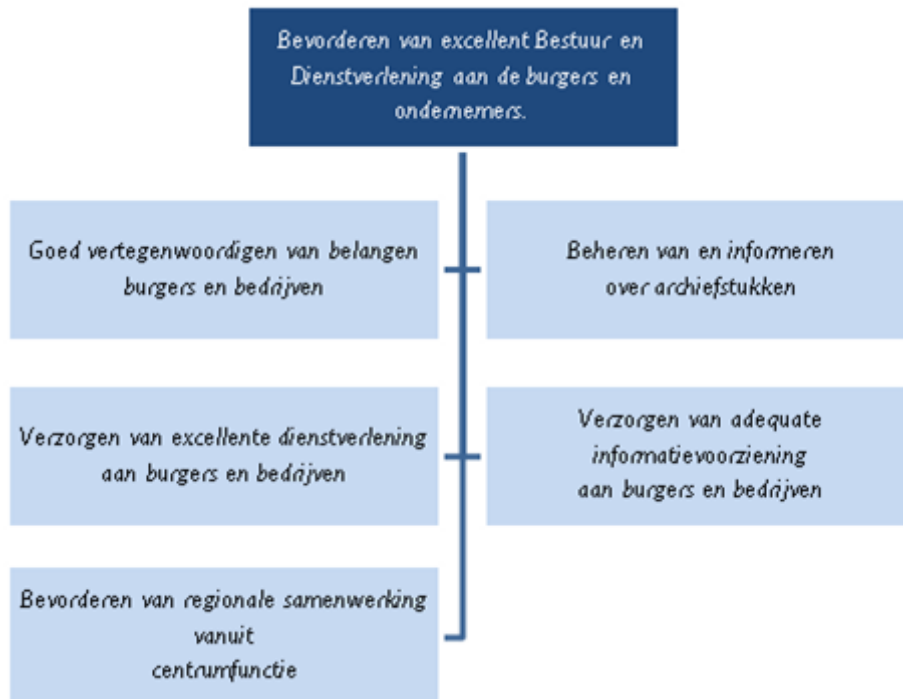 Bevorderen van excellent Bestuur en
Dienstverlening aan de burgers en
ondernemers.
Goed vertegenwoordigen van belangen
burgers en bedrijven
Beheren van en informeren
over archiefstukken
Verzorgen van excellente dienstverlening
aan burgers en bedrijven
Verzorgen van adequate
informatievoorziening
aan burgers en bedrijven
Bevorderen van regionale samenwerking
vanuit
centrumfunctie